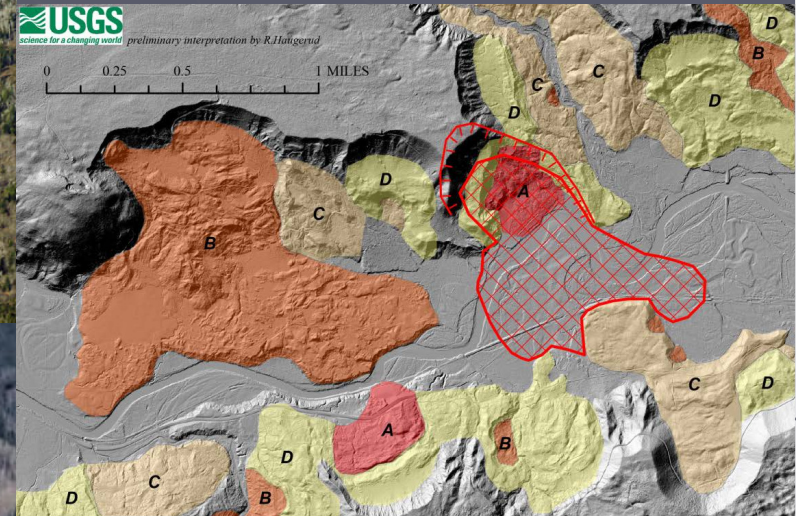 USGS
science for a changing world
preliminary interpretation by R.Haugerud
0 0.25 0.5 1 MILES
D
B
C
C
D
D
D
A
C
B
C
D
A
B
D
C
B
D